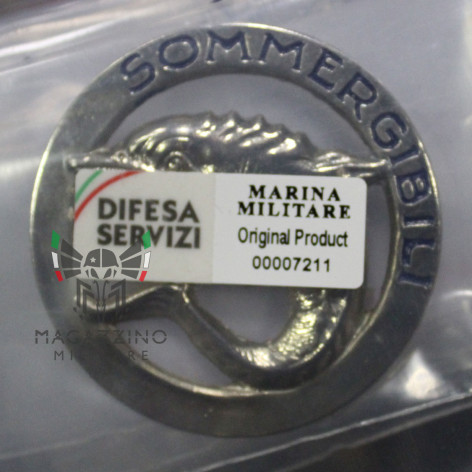 SOMMERGIBILI
DIFESA
SERVIZI
MARINA
MILITARE
Original Product
00007211
MAGAZZINO
MILITARE